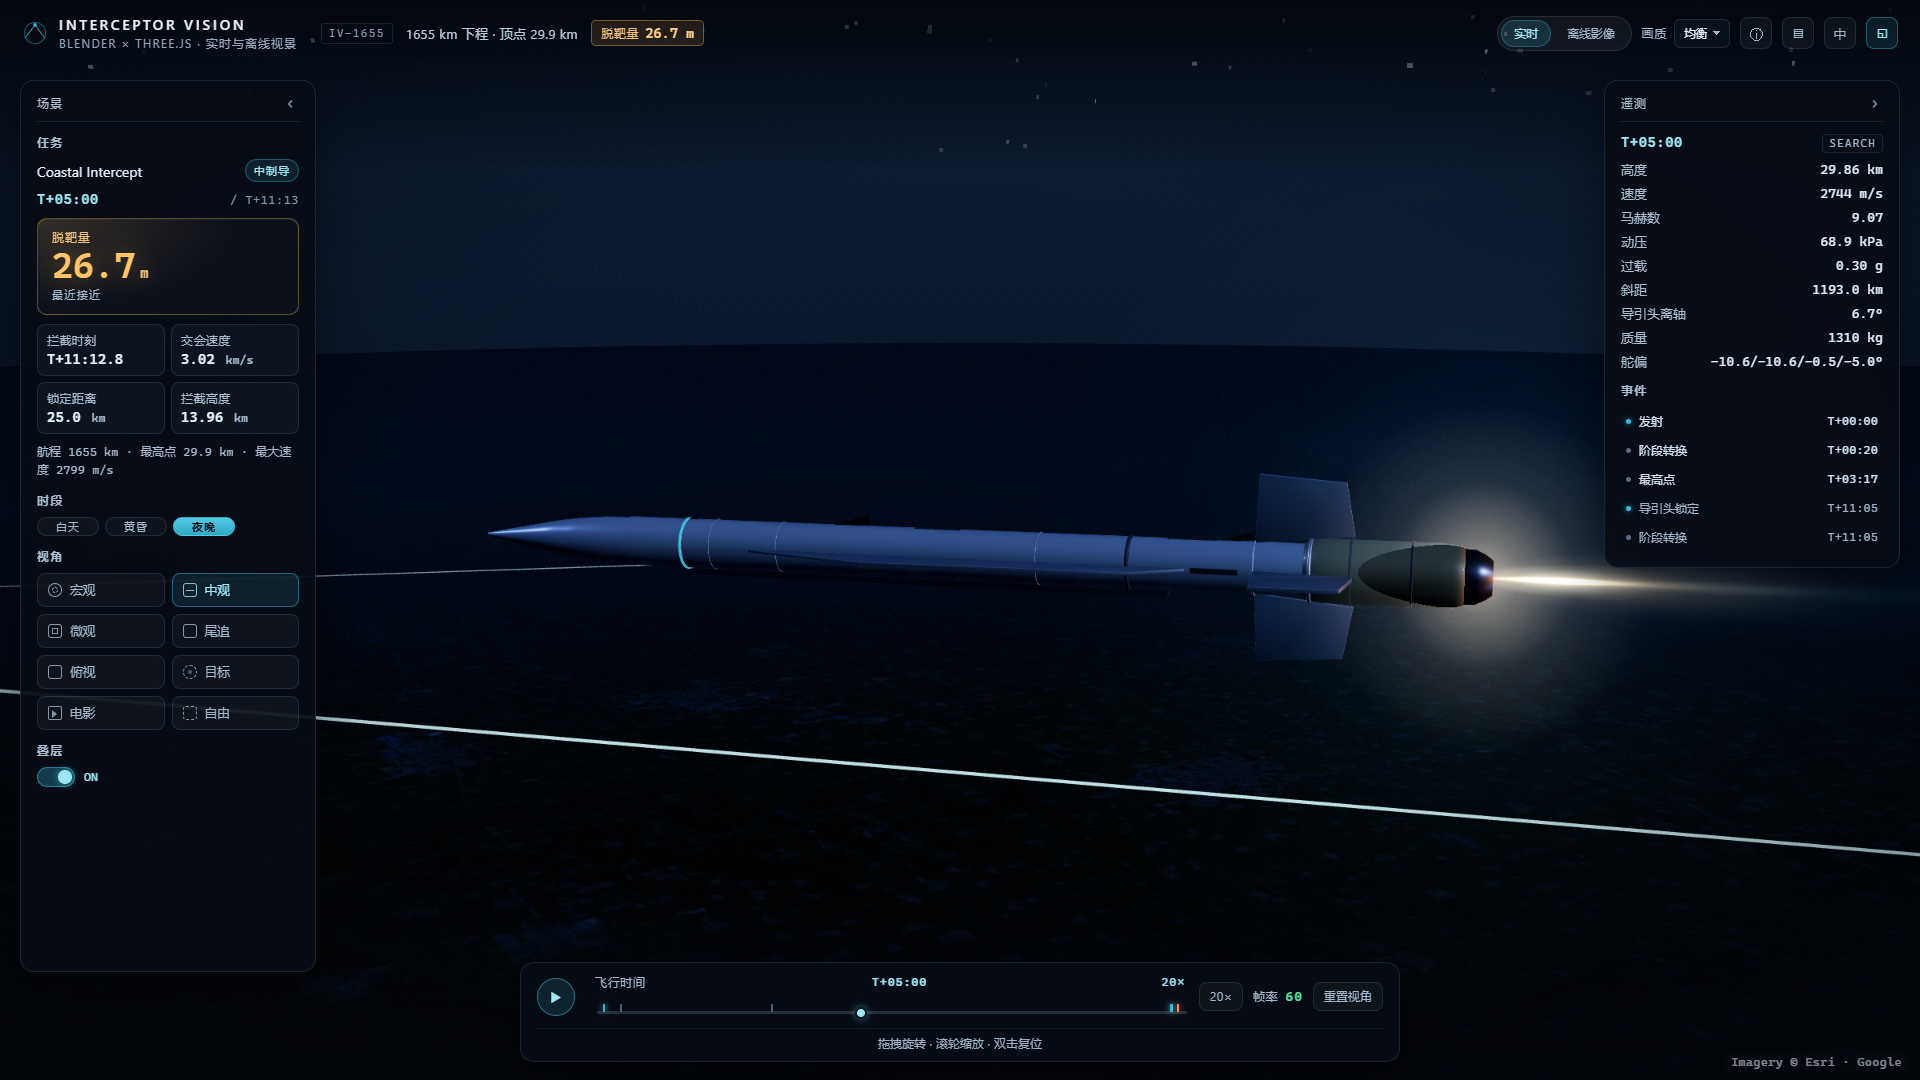 INTERCEPTOR VISION
BLENDER × THREE.JS · 实时与离线视景
IV-1655
1655 km 下程 · 顶点 29.9 km
脱靶量 26.7 m
实时
离线影像
画质
均衡
中
场景
任务
Coastal Intercept
中制导
T+05:00
/ T+11:13
脱靶量
26.7 m
最近接近
拦截时刻
T+11:12.8
交会速度
3.02 km/s
锁定距离
25.0 km
拦截高度
13.96 km
航程 1655 km · 最高点 29.9 km · 最大速
度 2799 m/s
时段
白天
黄昏
夜晚
视角
宏观
中观
微观
尾追
俯视
目标
电影
自由
叠层
ON
遥测
T+05:00
SEARCH
高度 29.86 km
速度 2744 m/s
马赫数 9.07
动压 68.9 kPa
过载 0.30 g
斜距 1193.0 km
导引头离轴 6.7°
质量 1310 kg
舵偏 −10.6/−10.6/−0.5/−5.0°
事件
发射 T+00:00
阶段转换 T+00:20
最高点 T+03:17
导引头锁定 T+11:05
阶段转换 T+11:05
飞行时间
T+05:00
20×
20×
帧率 60
重置视角
拖拽旋转 · 滚轮缩放 · 双击复位
Imagery © Esri · Google